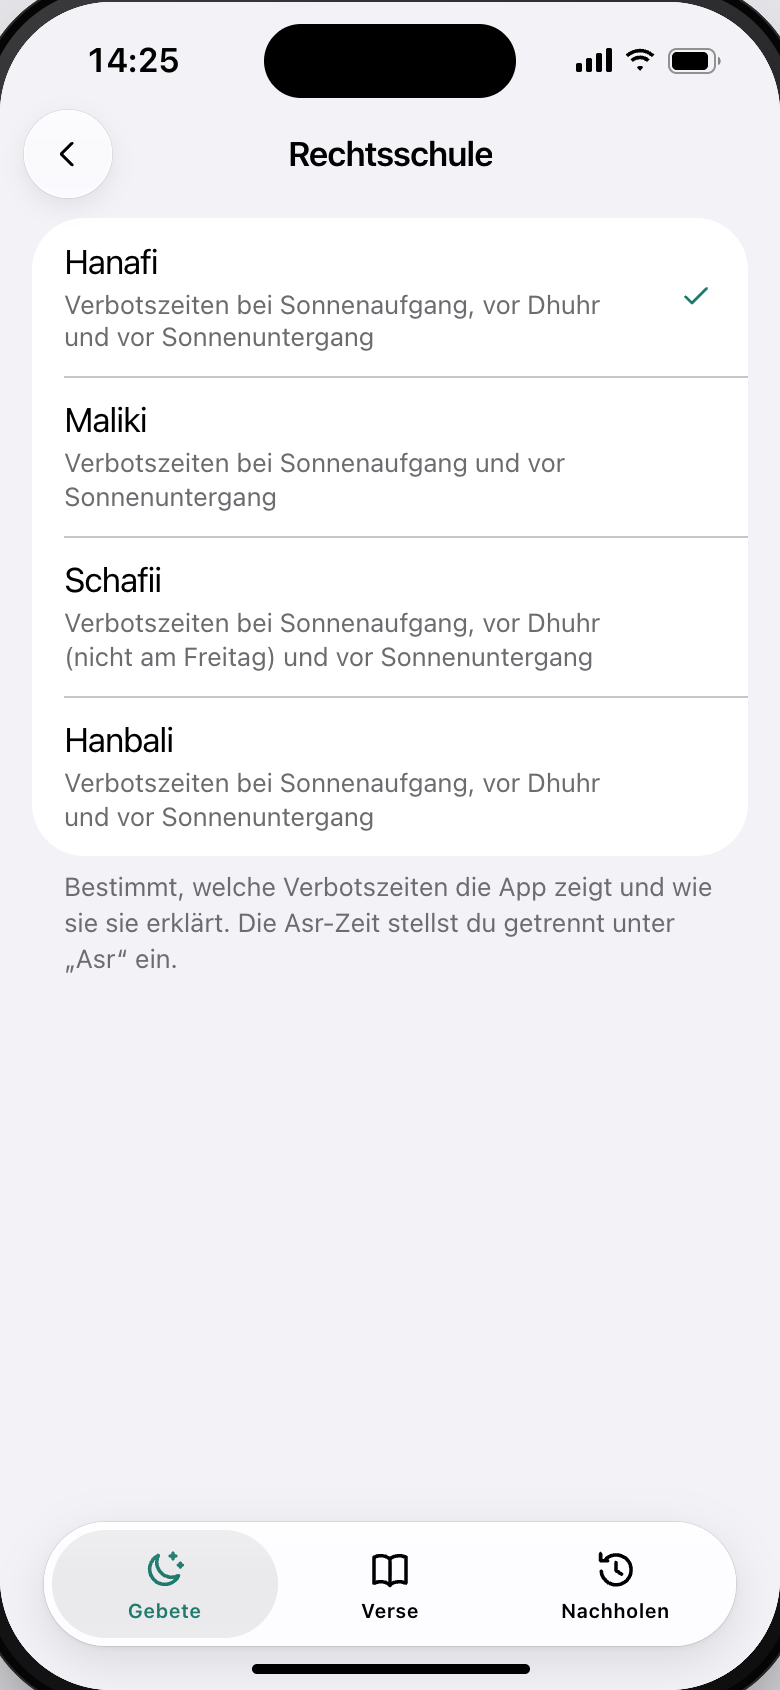 14:25
Rechtsschule
Hanafi
Verbotszeiten bei Sonnenaufgang, vor Dhuhr
und vor Sonnenuntergang
Maliki
Verbotszeiten bei Sonnenaufgang und vor
Sonnenuntergang
Schafii
Verbotszeiten bei Sonnenaufgang, vor Dhuhr
(nicht am Freitag) und vor Sonnenuntergang
Hanbali
Verbotszeiten bei Sonnenaufgang, vor Dhuhr
und vor Sonnenuntergang
Bestimmt, welche Verbotszeiten die App zeigt und wie
sie sie erklärt. Die Asr-Zeit stellst du getrennt unter
„Asr“ ein.
Gebete
Verse
Nachholen